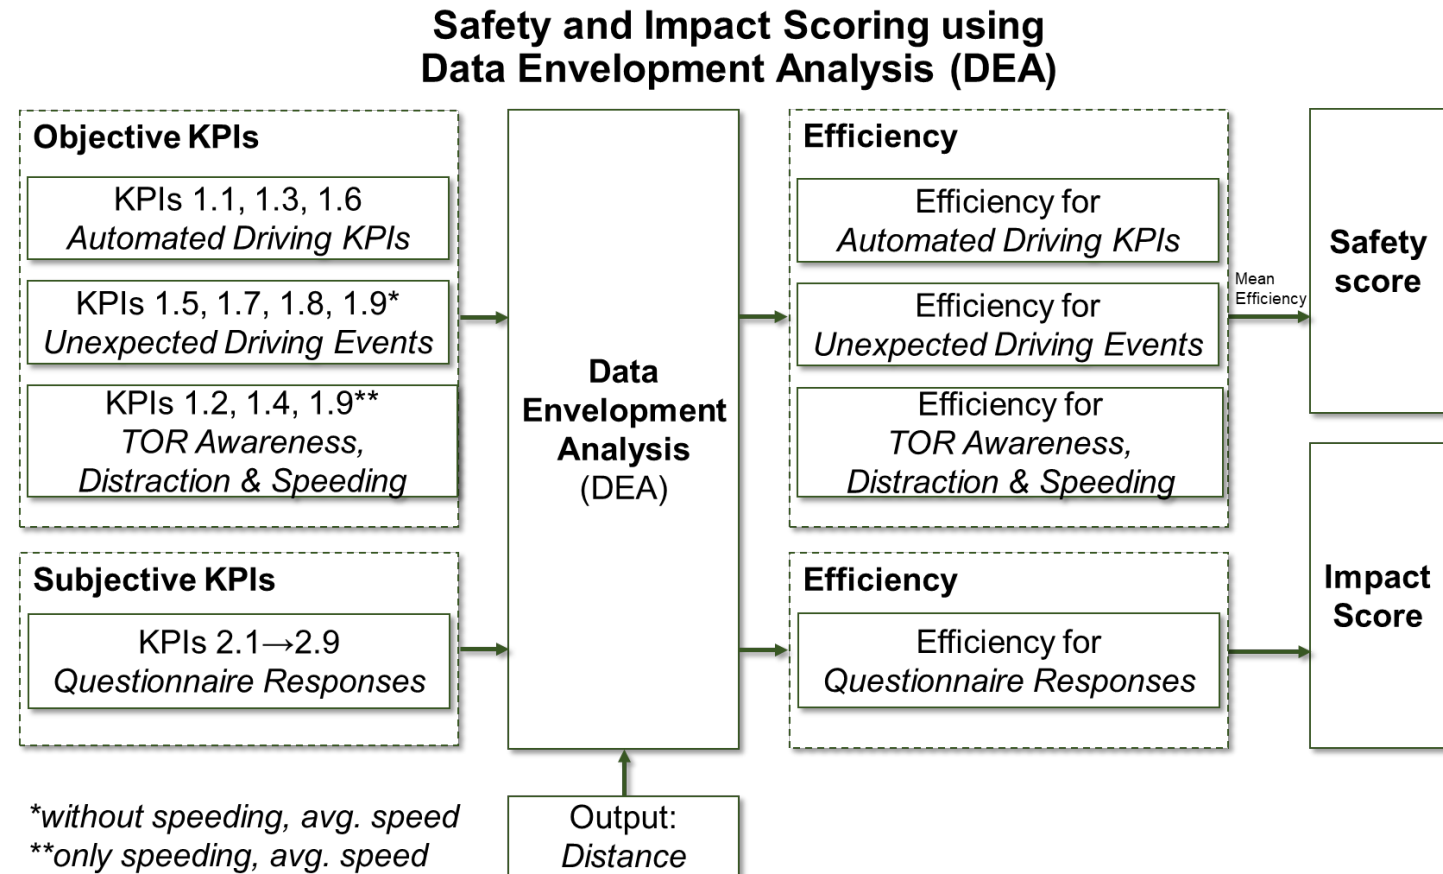 Safety and Impact Scoring using
Data Envelopment Analysis (DEA)
Objective KPIs
KPIs 1.1, 1.3, 1.6
Automated Driving KPIs
KPIs 1.5, 1.7, 1.8, 1.9*
Unexpected Driving Events
KPIs 1.2, 1.4, 1.9**
TOR Awareness,
Distraction & Speeding
Subjective KPIs
KPIs 2.1→2.9
Questionnaire Responses
*without speeding, avg. speed
**only speeding, avg. speed
Data
Envelopment
Analysis
(DEA)
Output:
Distance
Efficiency
Efficiency for
Automated Driving KPIs
Efficiency for
Unexpected Driving Events
Efficiency for
TOR Awareness,
Distraction & Speeding
Efficiency
Efficiency for
Questionnaire Responses
Mean
Efficiency
Safety
score
Impact
Score